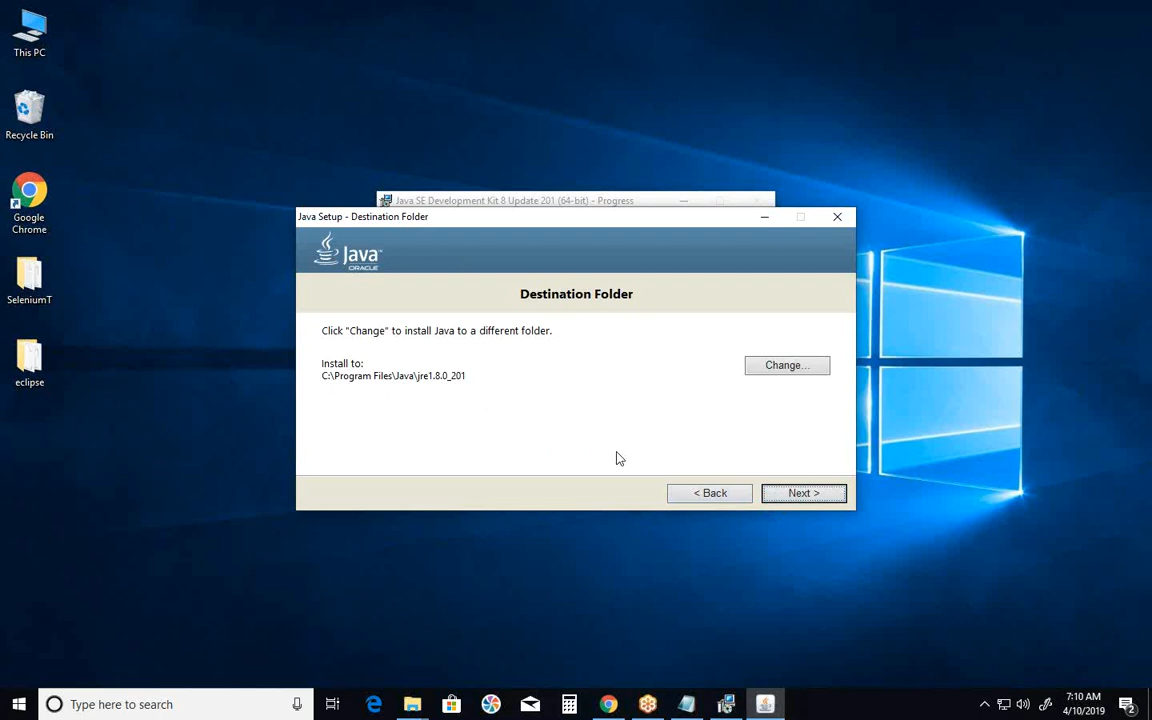 This PC
Recycle Bin
Google
Chrome
SeleniumT
eclipse
Java SE Development Kit 8 Update 201 (64-bit) - Progress
Java Setup - Destination Folder
Java™
ORACLE
Destination Folder
Click "Change" to install Java to a different folder.
Install to:
C:\Program Files\Java\jre1.8.0_201
Change...
< Back
Next >
Type here to search
7:10 AM
4/10/2019
2